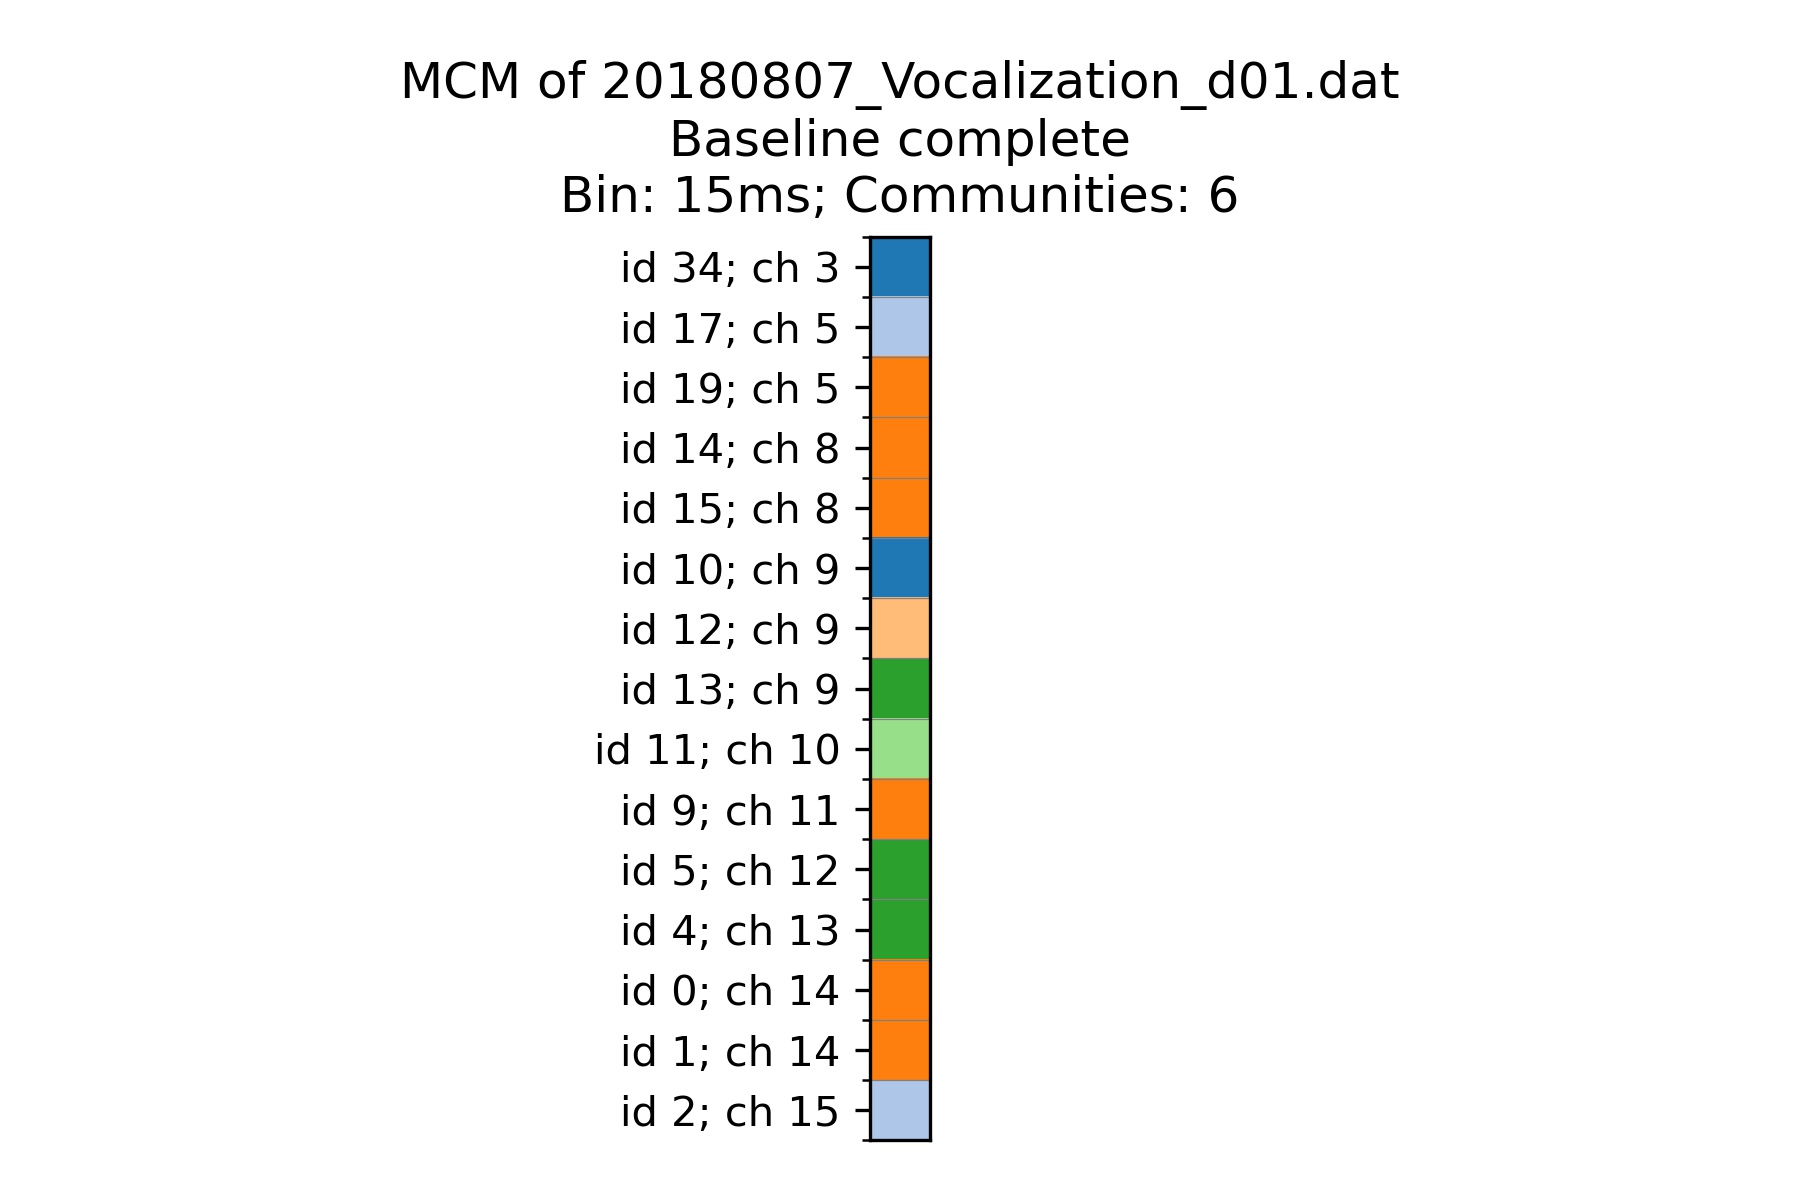 MCM of 20180807_Vocalization_d01.dat
Baseline complete
Bin: 15ms; Communities: 6
id 34; ch 3
id 17; ch 5
id 19; ch 5
id 14; ch 8
id 15; ch 8
id 10; ch 9
id 12; ch 9
id 13; ch 9
id 11; ch 10
id 9; ch 11
id 5; ch 12
id 4; ch 13
id 0; ch 14
id 1; ch 14
id 2; ch 15